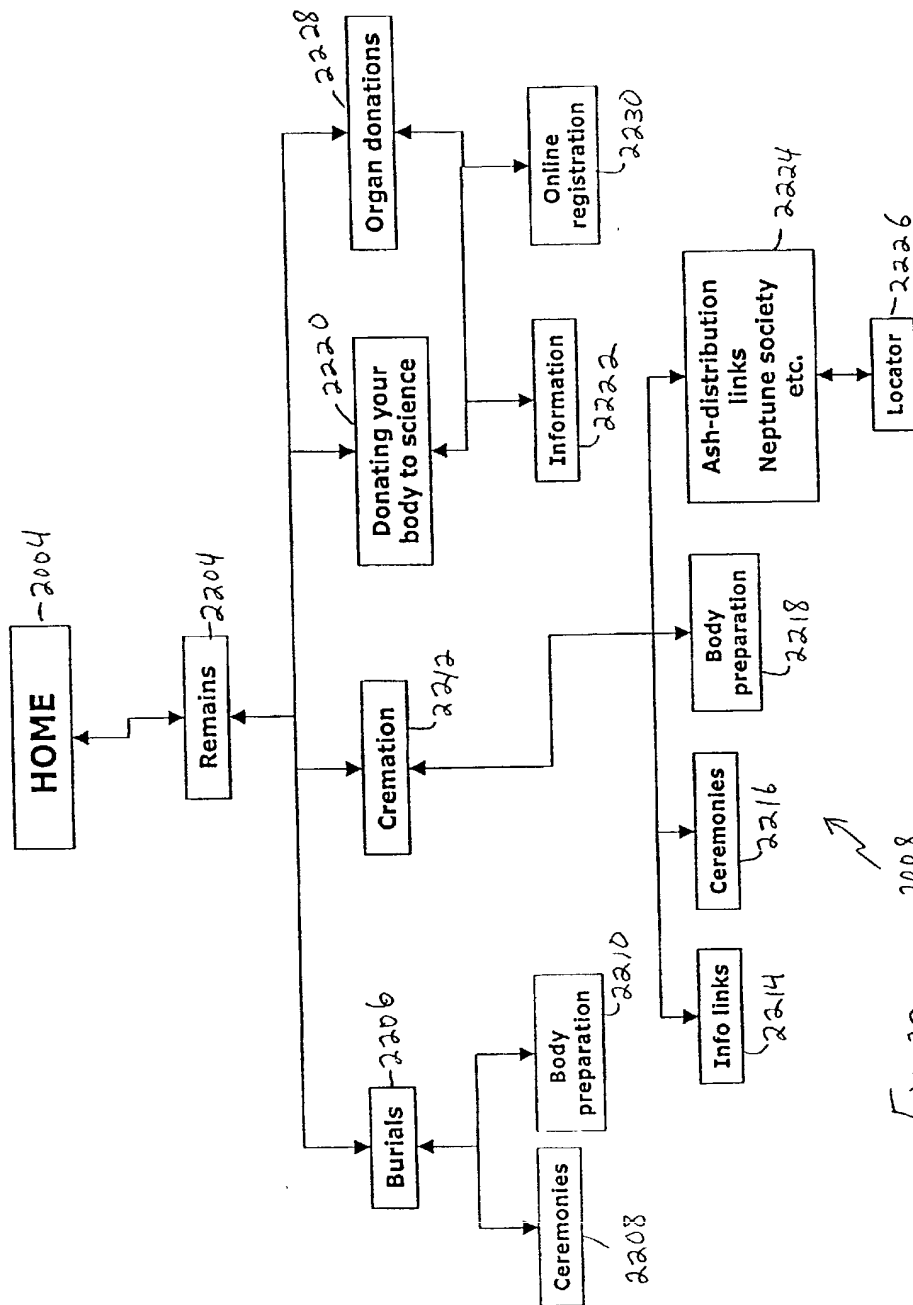 HOME
2004
Remains
2204
Burials
2206
Cremation
2212
Donating your
body to science
2220
Organ donations
2228
Ceremonies
2208
Body
preparation
2210
Information
2222
Online
registration
2230
Info links
2214
Ceremonies
2216
Body
preparation
2218
Ash-distribution
links
Neptune society
etc.
2224
Locator
2226